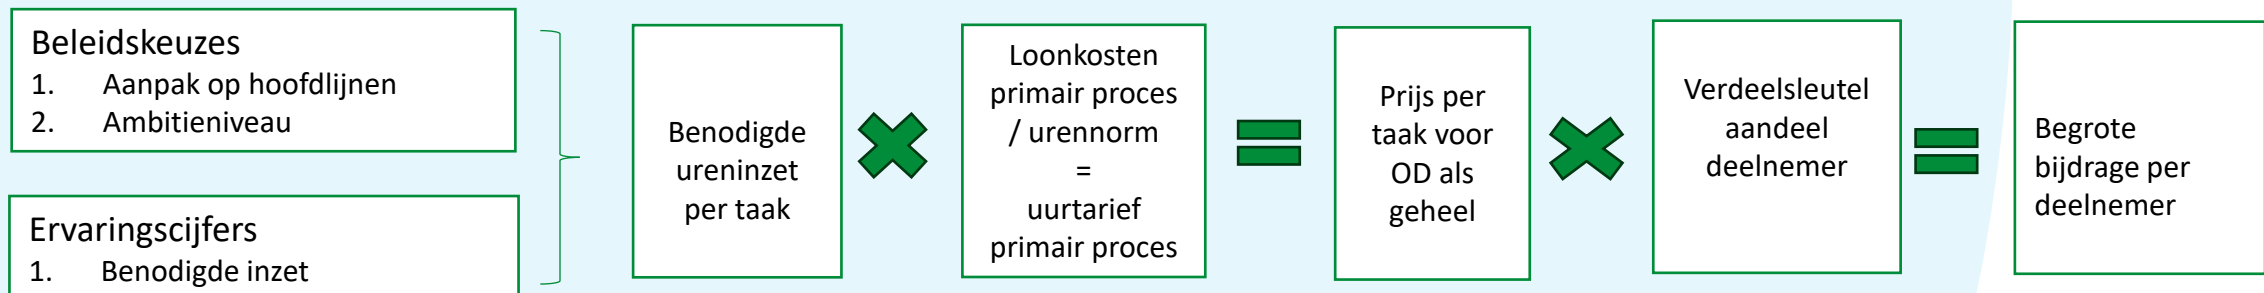 Beleidskeuzes
1. Aanpak op hoofdlijnen
2. Ambitieniveau
Ervaringscijfers
1. Benodigde inzet
Benodigde
ureninzet
per taak
Loonkosten
primair proces
/ urennorm
=
uurtarief
primair proces
Prijs per
taak voor
OD als
geheel
Verdeelsleutel
aandeel
deelnemer
Begrote
bijdrage per
deelnemer